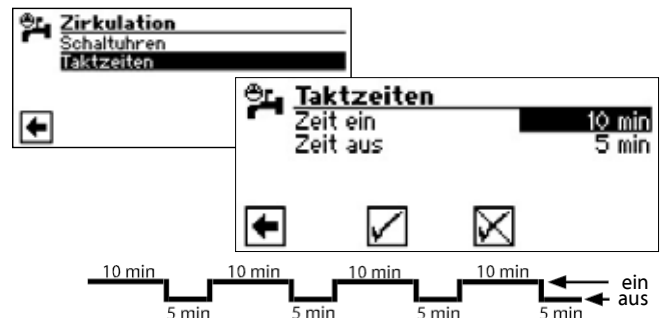 Zirkulation
Schaltuhren
Taktzeiten
Taktzeiten
Zeit ein 10 min
Zeit aus 5 min
10 min 10 min 10 min 10 min ein
aus
5 min 5 min 5 min 5 min